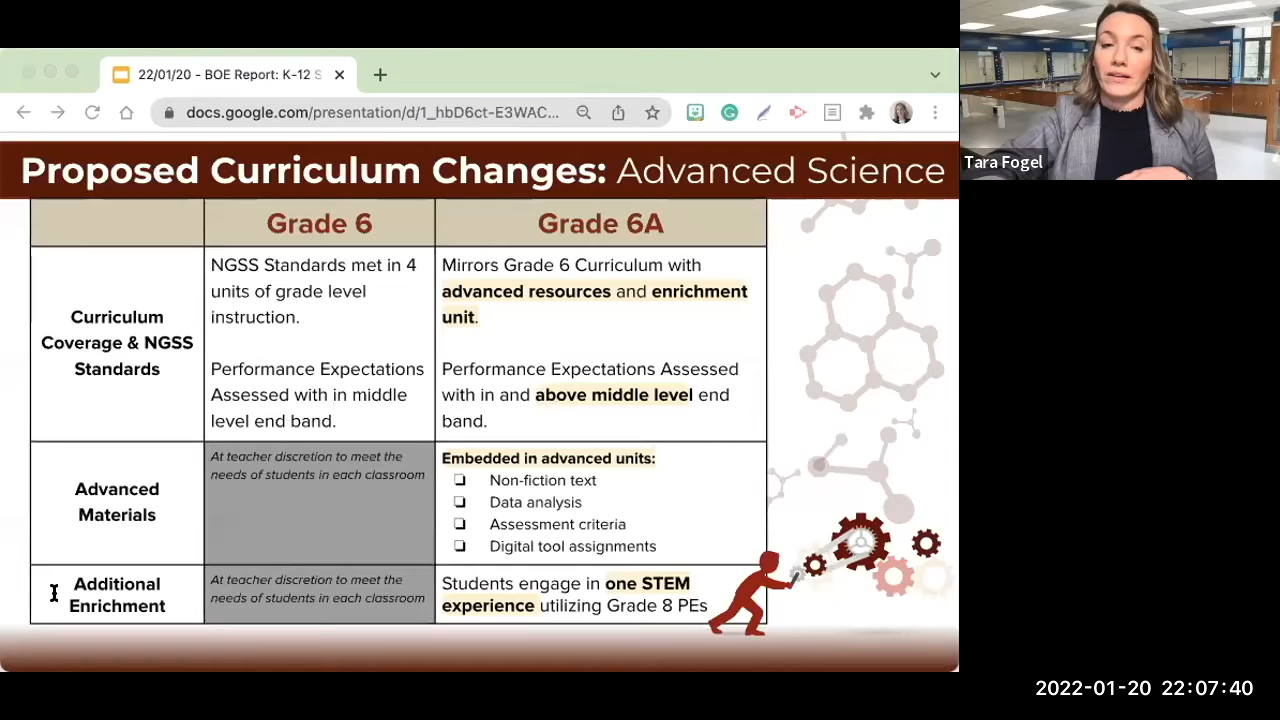 22/01/20 - BOE Report: K-12 S
docs.google.com/presentation/d/1_hbD6ct-E3WAC...
Tara Fogel
Proposed Curriculum Changes: Advanced Science
Grade 6
Grade 6A
Curriculum
Coverage & NGSS
Standards
NGSS Standards met in 4
units of grade level
instruction.
Performance Expectations
Assessed with in middle
level end band.
Mirrors Grade 6 Curriculum with
advanced resources and enrichment
unit.
Performance Expectations Assessed
with in and above middle level end
band.
Advanced
Materials
At teacher discretion to meet the
needs of students in each classroom
Embedded in advanced units:
Non-fiction text
Data analysis
Assessment criteria
Digital tool assignments
Additional
Enrichment
At teacher discretion to meet the
needs of students in each classroom
Students engage in one STEM
experience utilizing Grade 8 PEs
2022-01-20 22:07:40